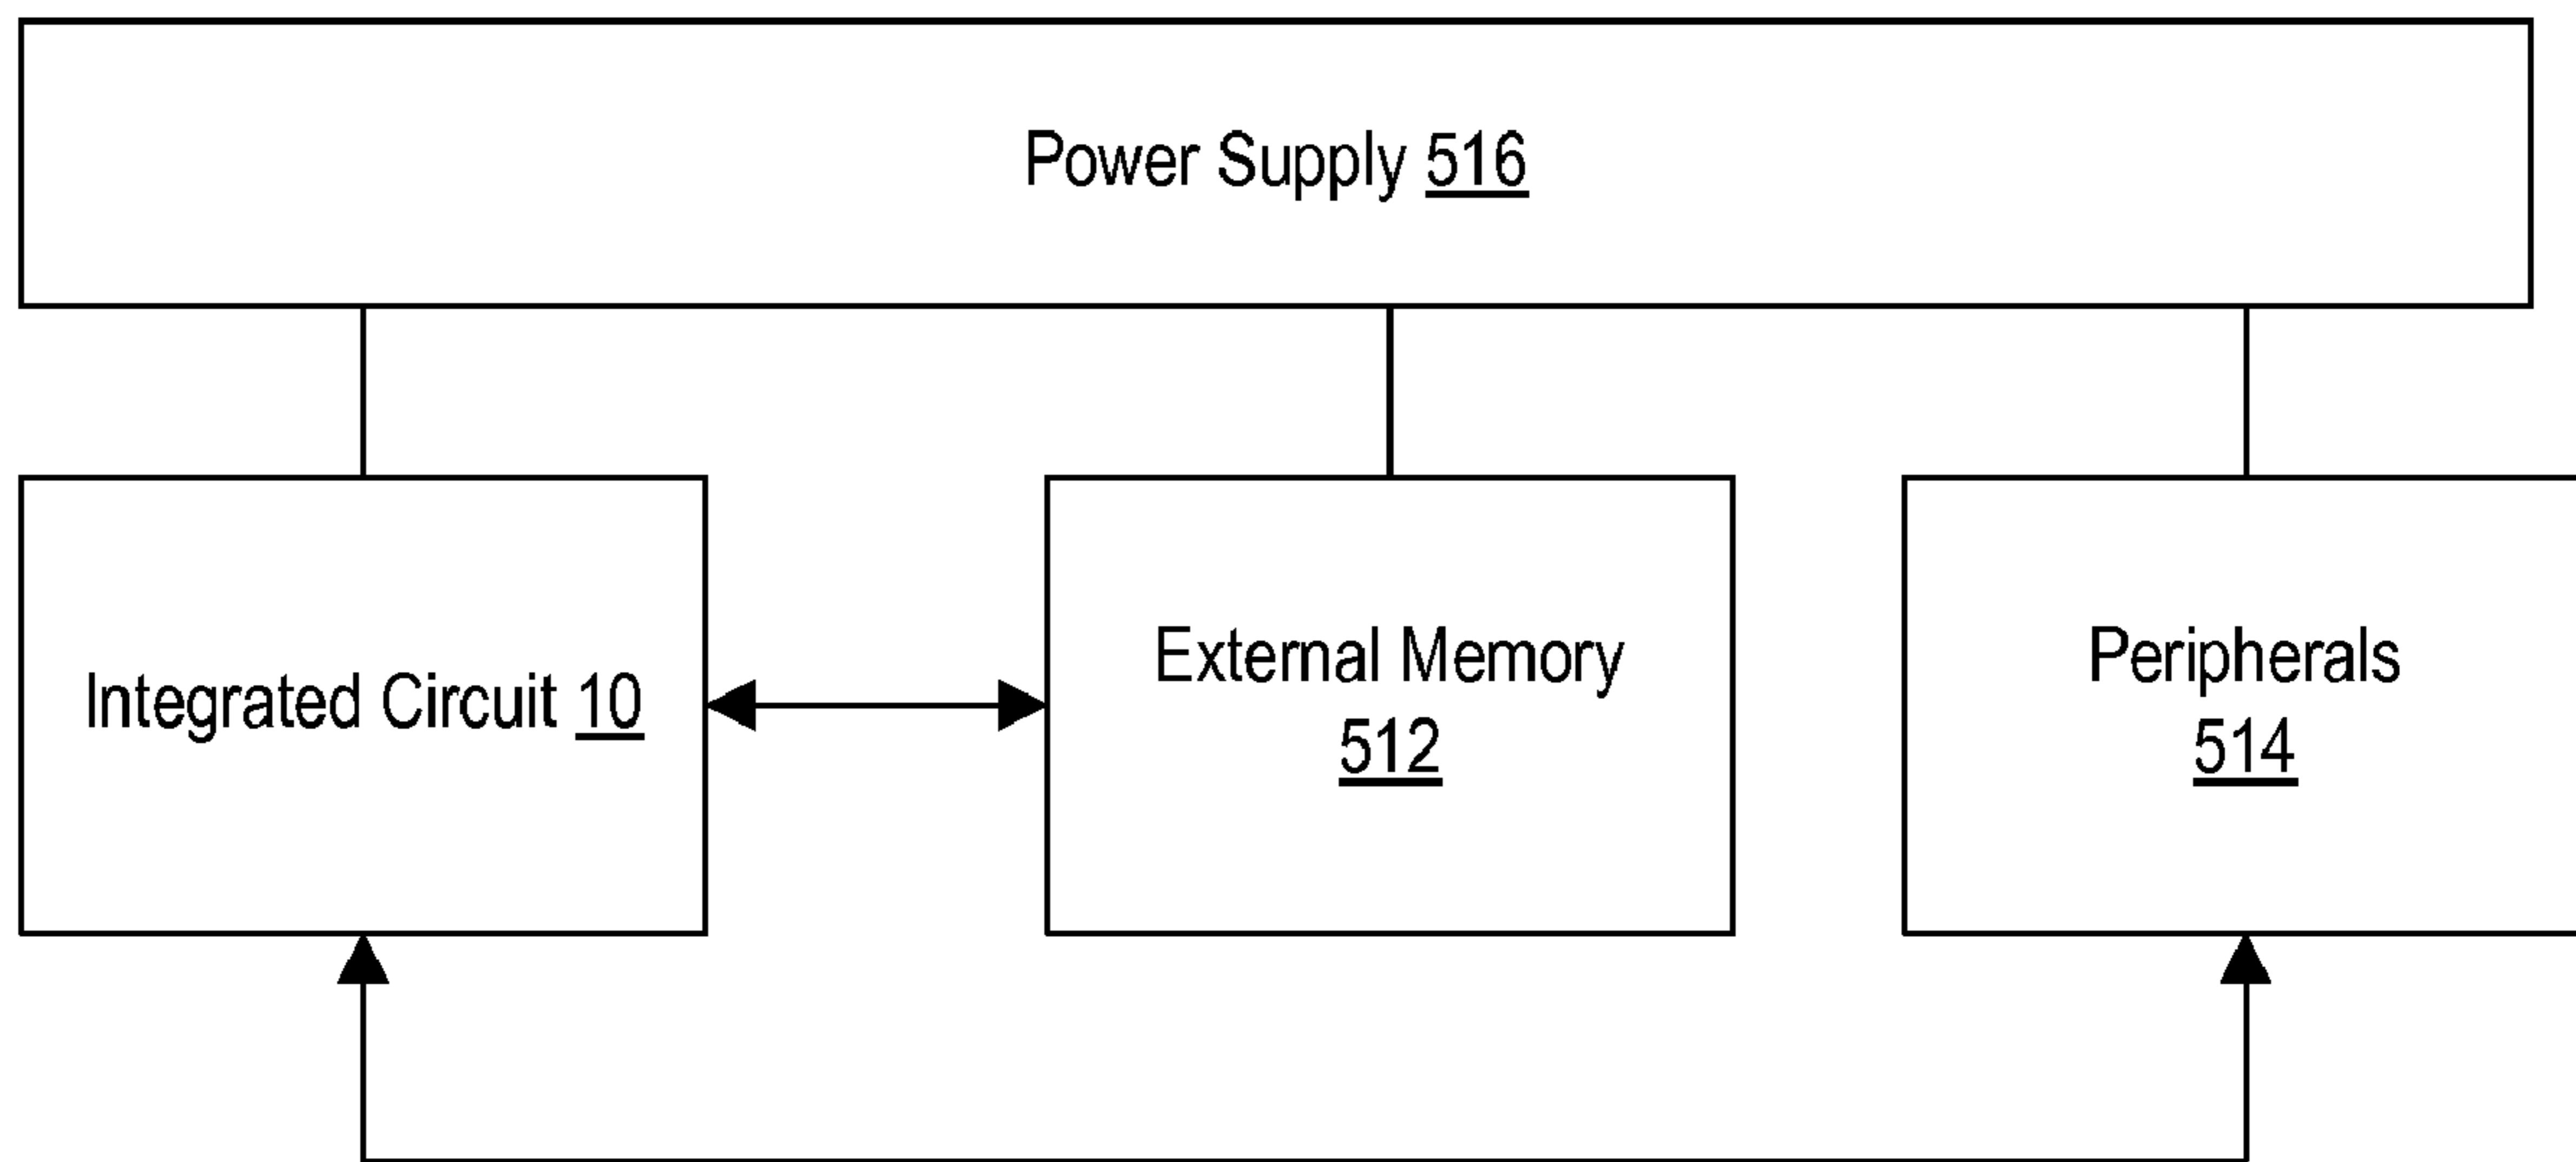 Power Supply 516
Integrated Circuit 10
External Memory
512
Peripherals
514